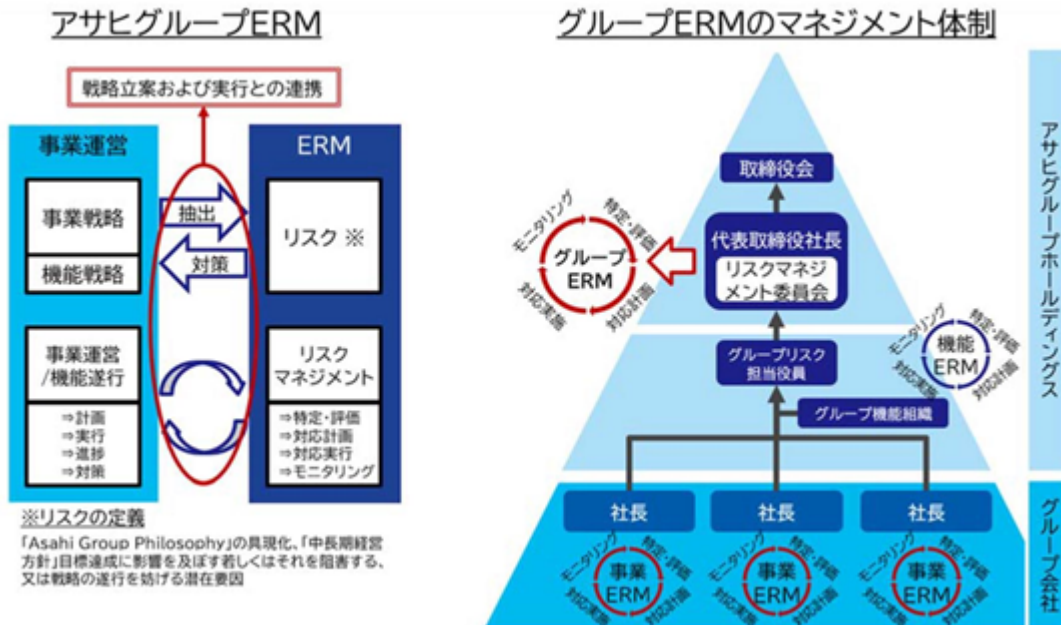 アサヒグループERM
戦略立案および実行との連携
事業運営
ERM
事業戦略
機能戦略
抽出
対策
リスク ※
事業運営
/機能遂行
リスク
マネジメント
⇒計画
⇒実行
⇒進捗
⇒対策
⇒特定・評価
⇒対応計画
⇒対応実行
⇒モニタリング
※リスクの定義
「Asahi Group Philosophy」の具現化、「中長期経営
方針」目標達成に影響を及ぼす若しくはそれを阻害する、
又は戦略の遂行を妨げる潜在要因
グループERMのマネジメント体制
取締役会
代表取締役社長
リスクマネジ
メント委員会
モニタリング
特定・評価
グループ
ERM
対応実施
対応計画
グループリスク
担当役員
グループ機能組織
モニタリング
特定・評価
機能
ERM
対応実施
対応計画
社長
社長
社長
モニタリング
特定・評価
事業
ERM
対応実施
対応計画
モニタリング
特定・評価
事業
ERM
対応実施
対応計画
モニタリング
特定・評価
事業
ERM
対応実施
対応計画
アサヒグループホールディングス
グループ会社